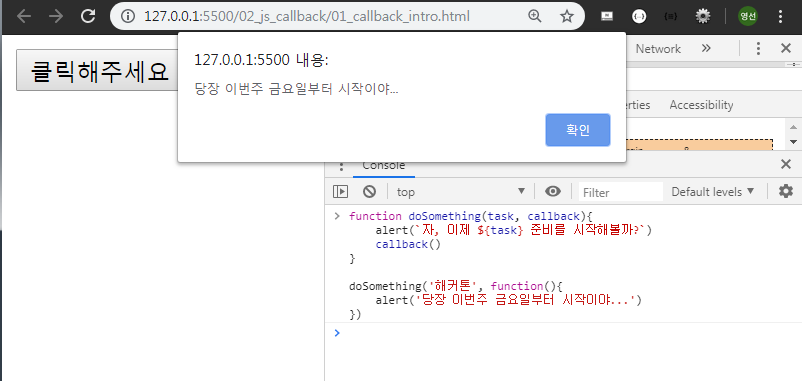 127.0.0.1:5500/02_js_callback/01_callback_intro.html
영선
클릭해주세요
127.0.0.1:5500 내용:
당장 이번주 금요일부터 시작이야...
확인
Network
Accessibility
Console
top
Filter
Default levels
function doSomething(task, callback){
alert(`자, 이제 ${task} 준비를 시작해볼까?`)
callback()
}
doSomething('해커톤', function(){
alert('당장 이번주 금요일부터 시작이야...')
})